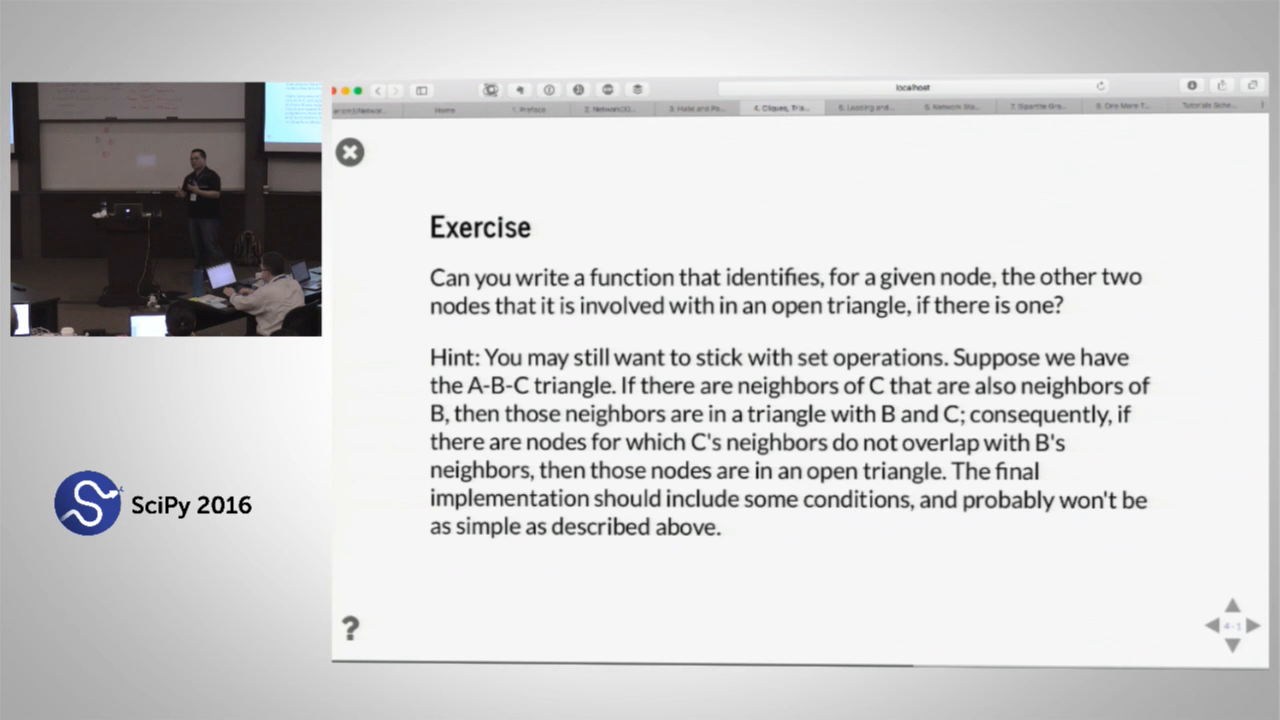 localhost
Home
1. Preface
4. Cliques, Tria...
Exercise
Can you write a function that identifies, for a given node, the other two
nodes that it is involved with in an open triangle, if there is one?
Hint: You may still want to stick with set operations. Suppose we have
the A-B-C triangle. If there are neighbors of C that are also neighbors of
B, then those neighbors are in a triangle with B and C; consequently, if
there are nodes for which C's neighbors do not overlap with B's
neighbors, then those nodes are in an open triangle. The final
implementation should include some conditions, and probably won't be
as simple as described above.
?
4-1
SciPy 2016